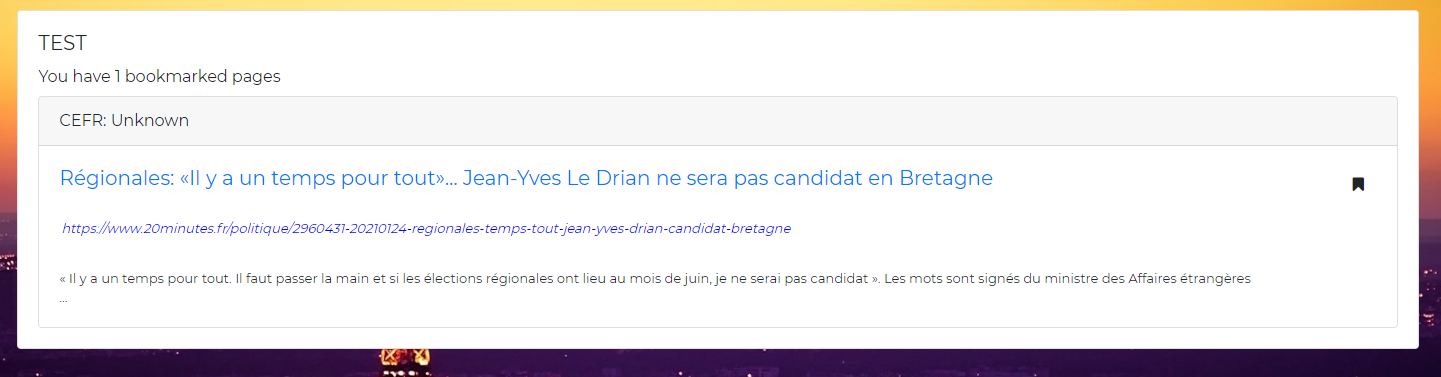 TEST
You have 1 bookmarked pages
CEFR: Unknown
Régionales: «Il y a un temps pour tout»... Jean-Yves Le Drian ne sera pas candidat en Bretagne
https://www.20minutes.fr/politique/2960431-20210124-regionales-temps-tout-jean-yves-drian-candidat-bretagne
« Il y a un temps pour tout. Il faut passer la main et si les élections régionales ont lieu au mois de juin, je ne serai pas candidat ». Les mots sont signés du ministre des Affaires étrangères
...